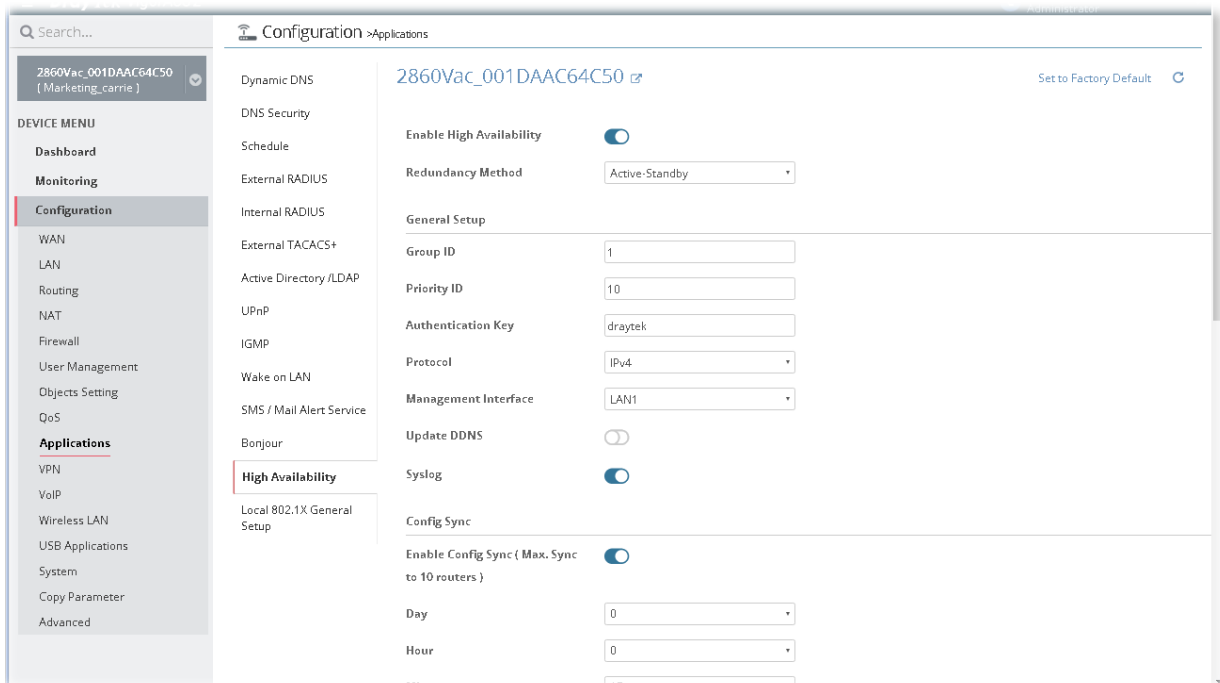 Administrator
Search...
Configuration >Applications
2860Vac_001DAAC64C50
( Marketing_carrie )
DEVICE MENU
Dashboard
Monitoring
Configuration
WAN
LAN
Routing
NAT
Firewall
User Management
Objects Setting
QoS
Applications
VPN
VoIP
Wireless LAN
USB Applications
System
Copy Parameter
Advanced
Dynamic DNS
DNS Security
Schedule
External RADIUS
Internal RADIUS
External TACACS+
Active Directory /LDAP
UPnP
IGMP
Wake on LAN
SMS / Mail Alert Service
Bonjour
High Availability
Local 802.1X General
Setup
2860Vac_001DAAC64C50
Set to Factory Default
Enable High Availability
Redundancy Method
Active-Standby
General Setup
Group ID
1
Priority ID
10
Authentication Key
draytek
Protocol
IPv4
Management Interface
LAN1
Update DDNS
Syslog
Config Sync
Enable Config Sync ( Max. Sync
to 10 routers )
Day
0
Hour
0